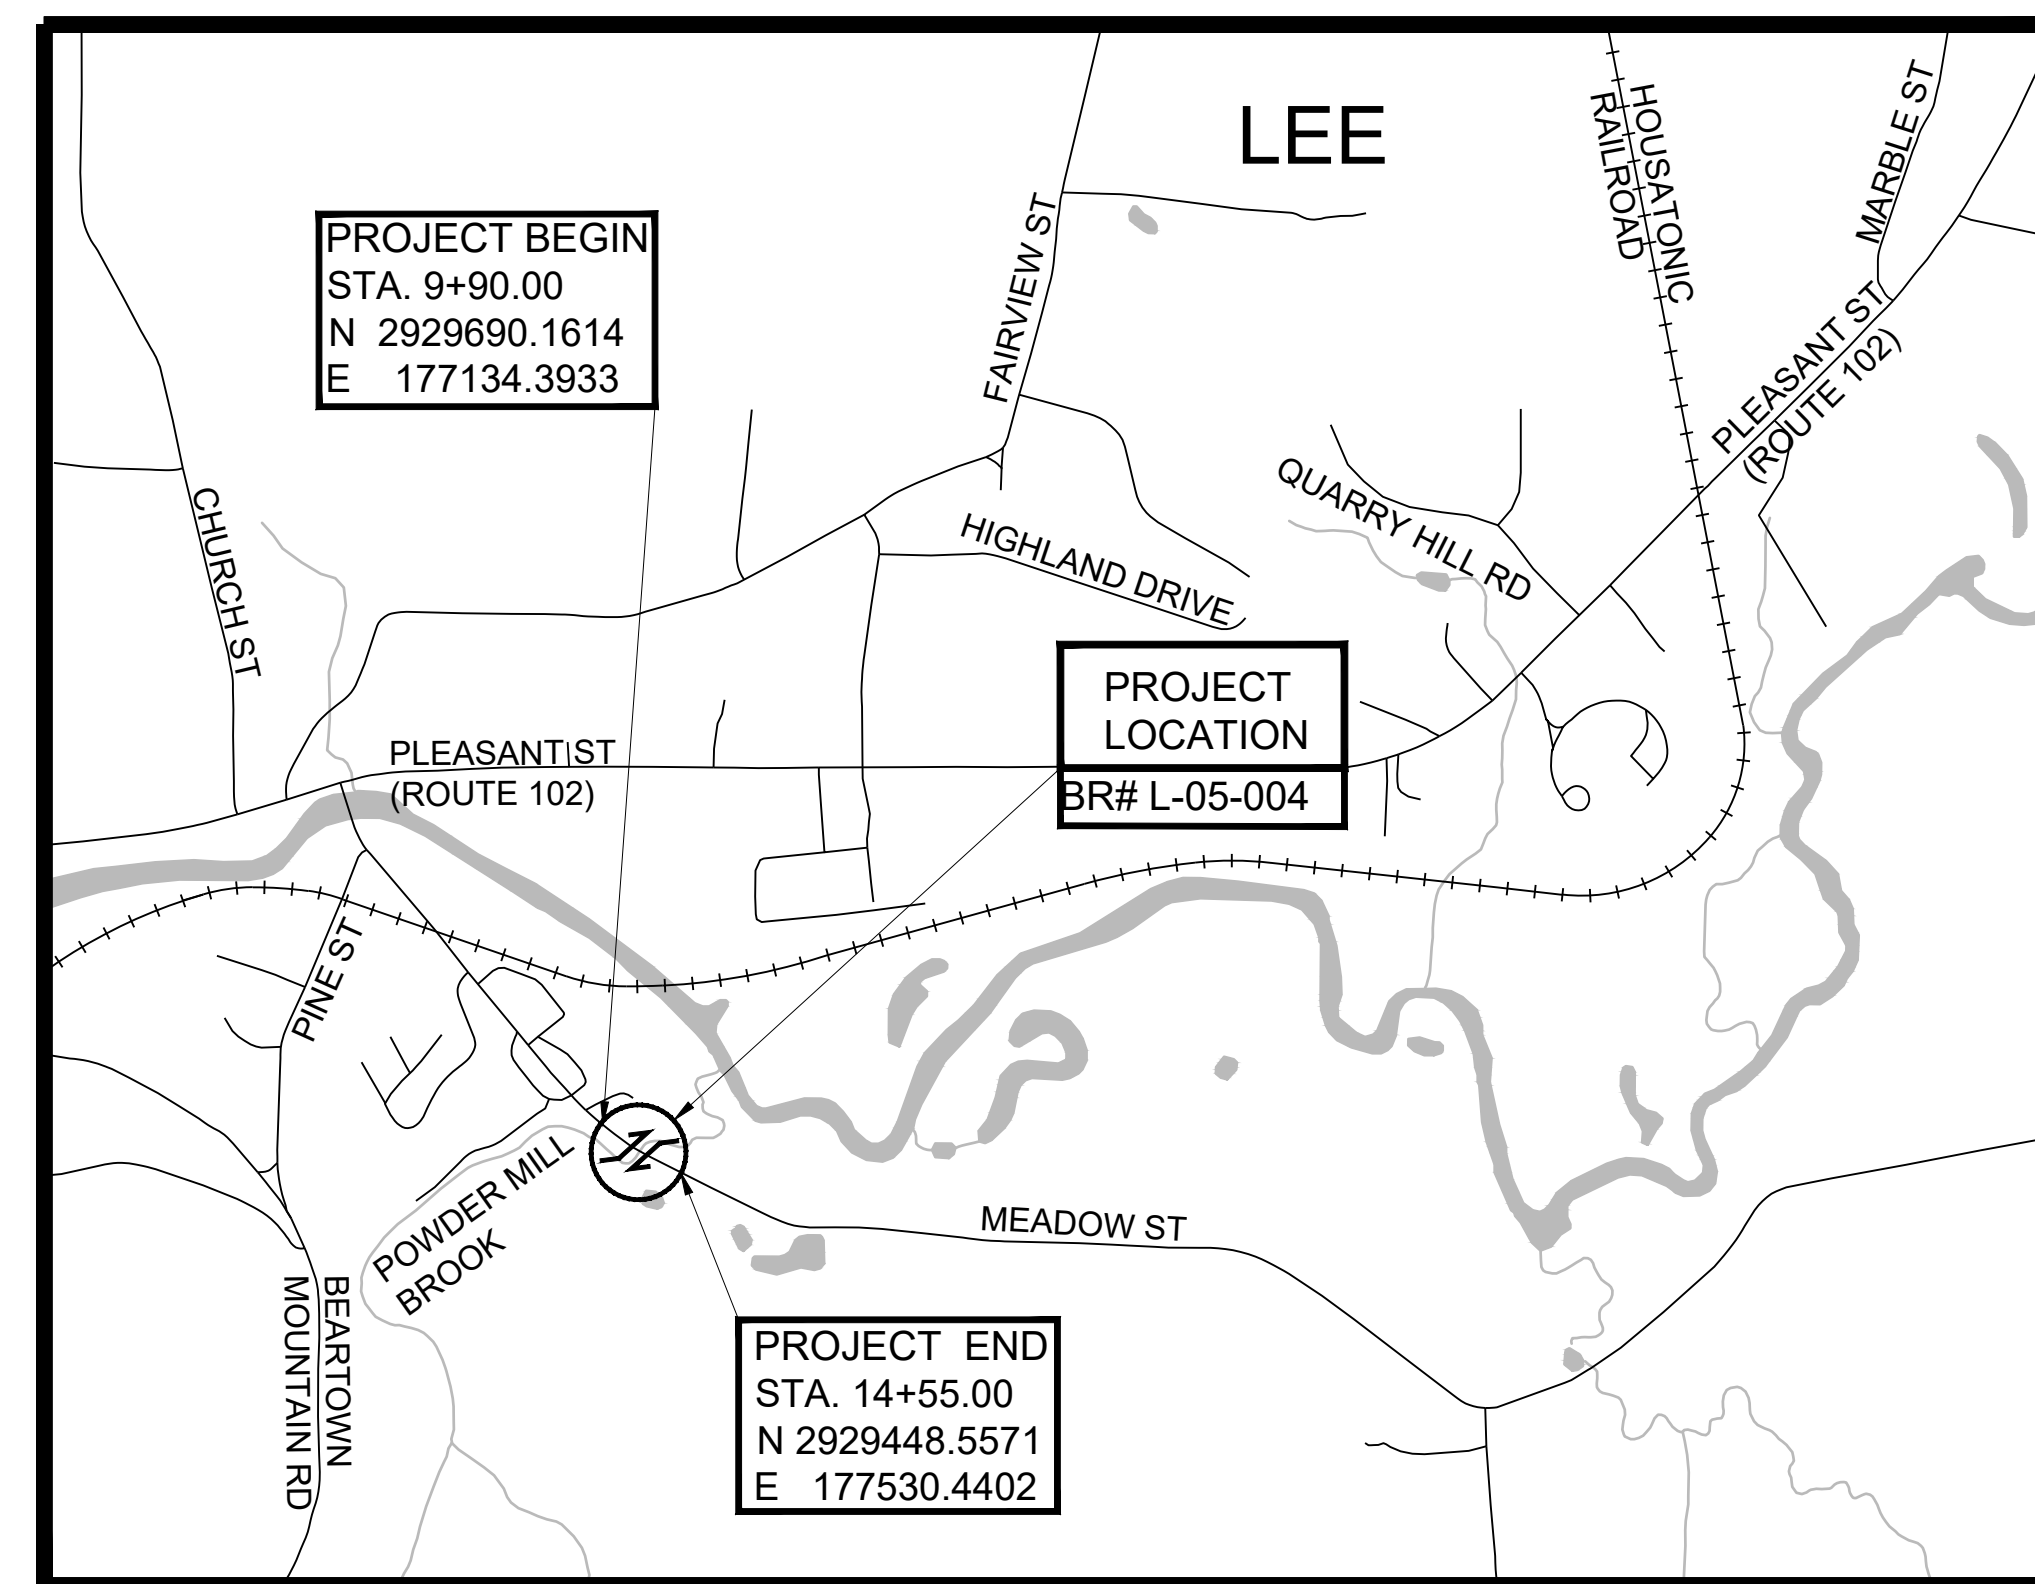 LEE
HOUSATONIC
RAILROAD
MARBLE ST
PROJECT BEGIN
STA. 9+90.00
N 2929690.1614
E 177134.3933
FAIRVIEW ST
PLEASANT ST
(ROUTE 102)
QUARRY HILL RD
CHURCH ST
HIGHLAND DRIVE
PROJECT
LOCATION
BR# L-05-004
PLEASANT ST
(ROUTE 102)
PINE ST
POWDER MILL
BROOK
MEADOW ST
BEARTOWN
MOUNTAIN RD
PROJECT END
STA. 14+55.00
N 2929448.5571
E 177530.4402